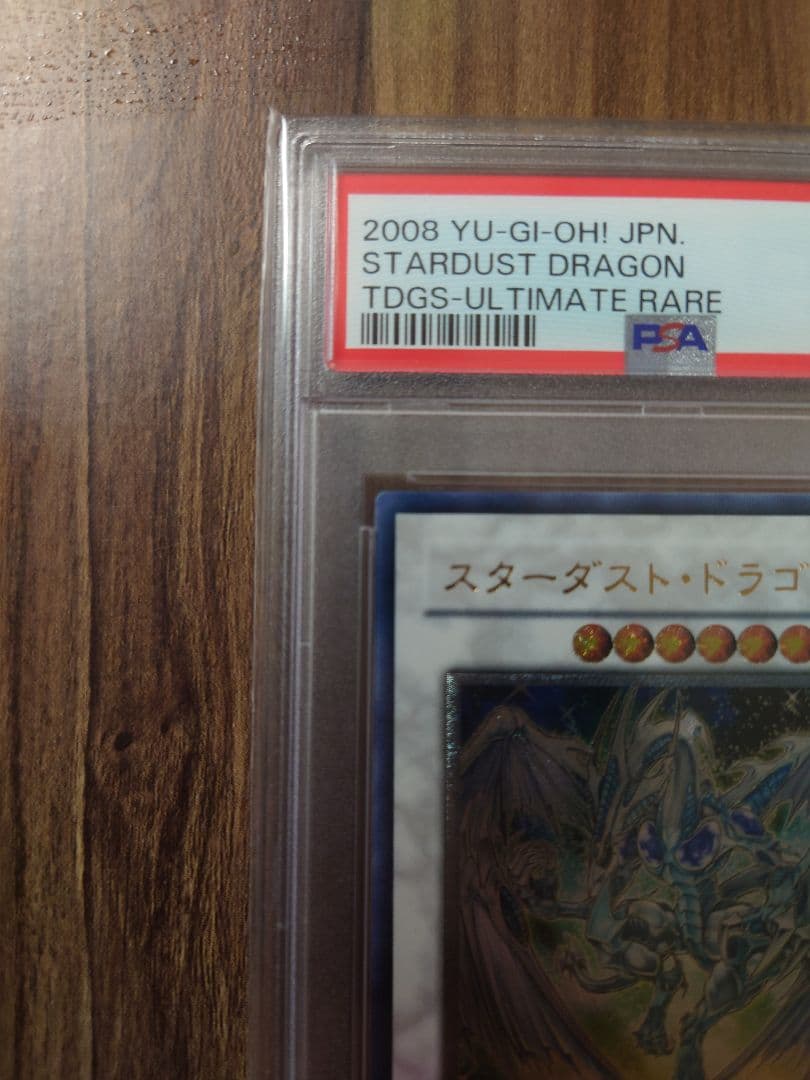 2008 YU-GI-OH! JPN.
STARDUST DRAGON
TDGS-ULTIMATE RARE
PSA
スターダスト・ドラゴ